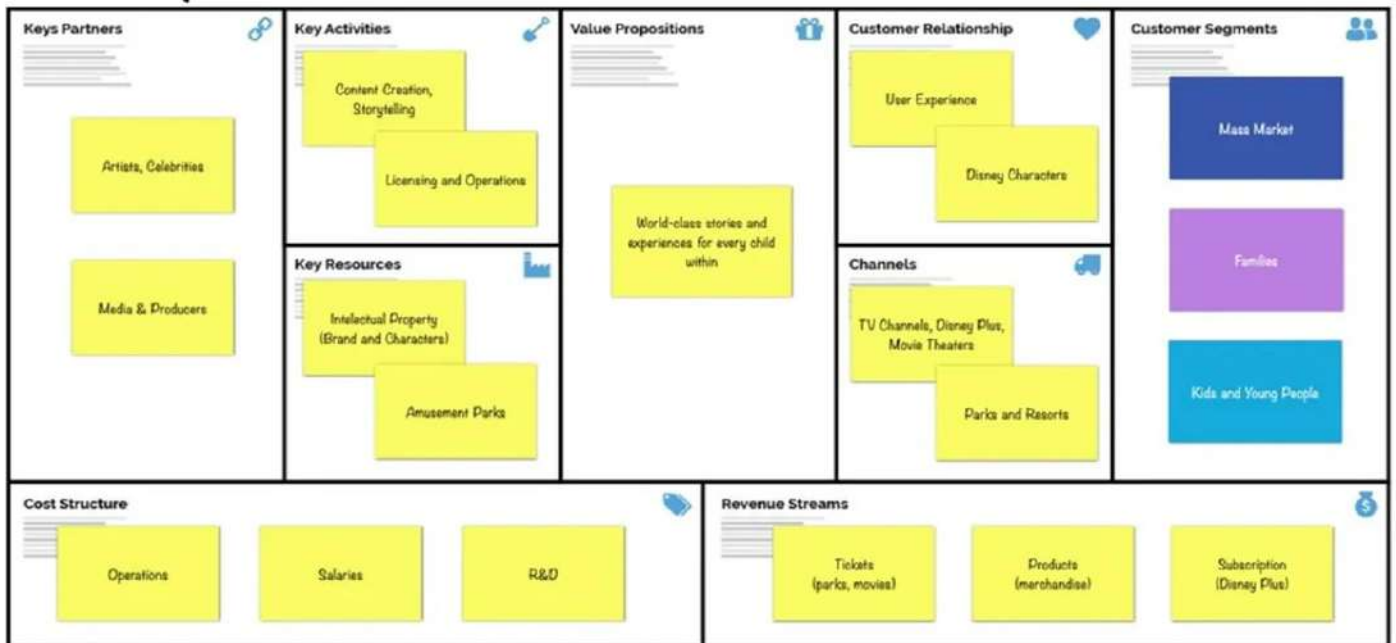 Keys Partners
Artists, Celebrities
Media & Producers
Key Activities
Content Creation,
Storytelling
Licensing and Operations
Key Resources
Intelectual Property
(Brand and Characters)
Amusement Parks
Value Propositions
World-class stories and
experiences for every child
within
Customer Relationship
User Experience
Disney Characters
Channels
TV Channels, Disney Plus,
Movie Theaters
Parks and Resorts
Customer Segments
Mass Market
Families
Kids and Young People
Cost Structure
Operations
Salaries
R&D
Revenue Streams
Tickets
(parks, movies)
Products
(merchandise)
Subscription
(Disney Plus)